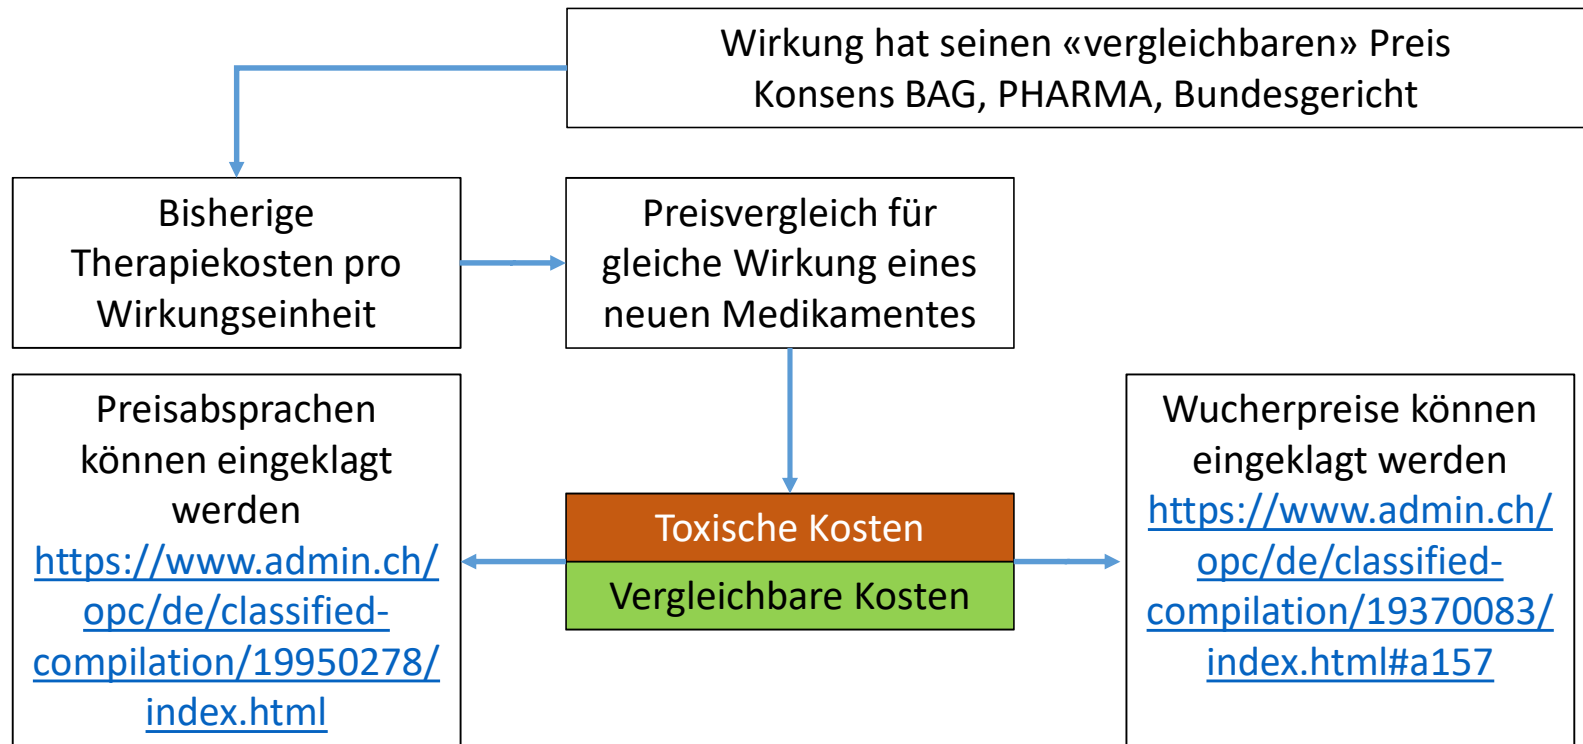 Wirkung hat seinen «vergleichbaren» Preis
Konsens BAG, PHARMA, Bundesgericht
Bisherige
Therapiekosten pro
Wirkungseinheit
Preisvergleich für
gleiche Wirkung eines
neuen Medikamentes
Preisabsprachen
können eingeklagt
werden
https://www.admin.ch/
opc/de/classified-
compilation/19950278/
index.html
Toxische Kosten
Vergleichbare Kosten
Wucherpreise können
eingeklagt werden
https://www.admin.ch/
opc/de/classified-
compilation/19370083/
index.html#a157